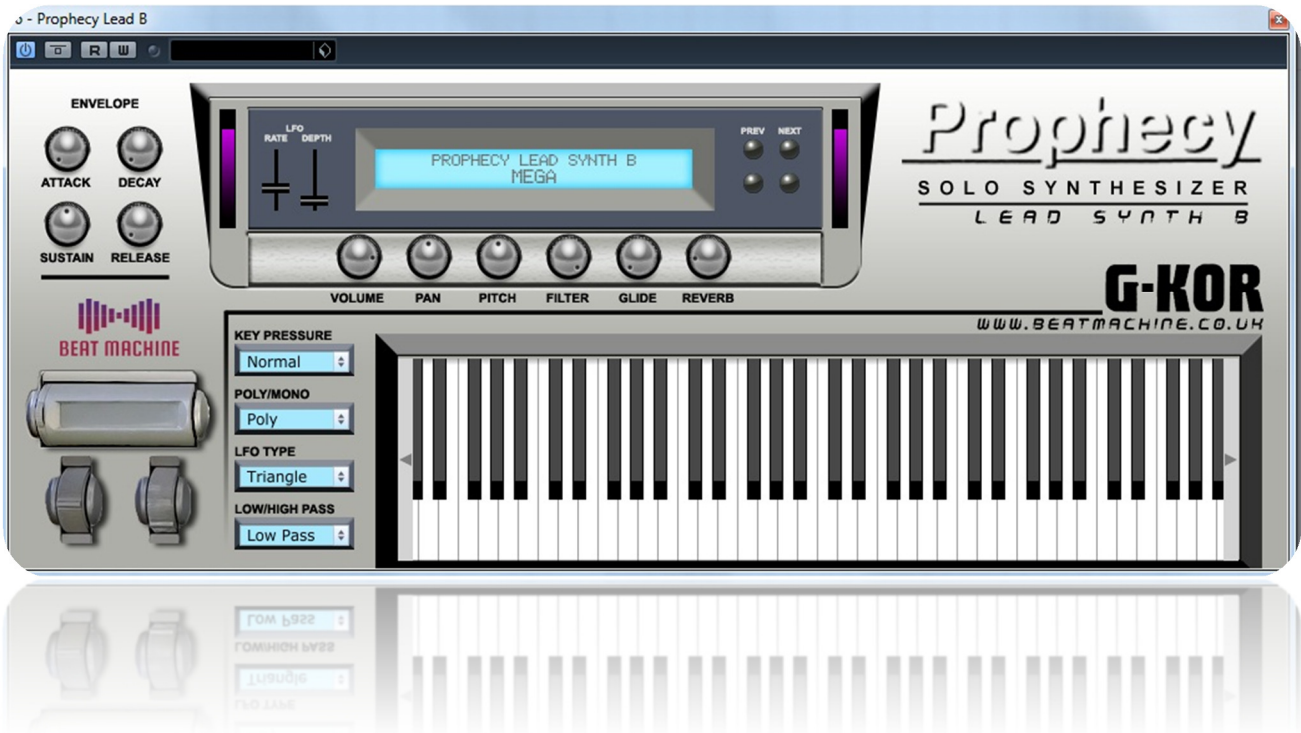 6 - Prophecy Lead B
R W
ENVELOPE
ATTACK DECAY
SUSTAIN RELEASE
BEAT MACHINE
LFO
RATE DEPTH
PROPHECY LEAD SYNTH B
MEGA
PREV NEXT
VOLUME PAN PITCH FILTER GLIDE REVERB
Prophecy
SOLO SYNTHESIZER
LEAD SYNTH B
G-KOR
WWW.BEATMACHINE.CO.UK
KEY PRESSURE
Normal
POLY/MONO
Poly
LFO TYPE
Triangle
LOW/HIGH PASS
Low Pass